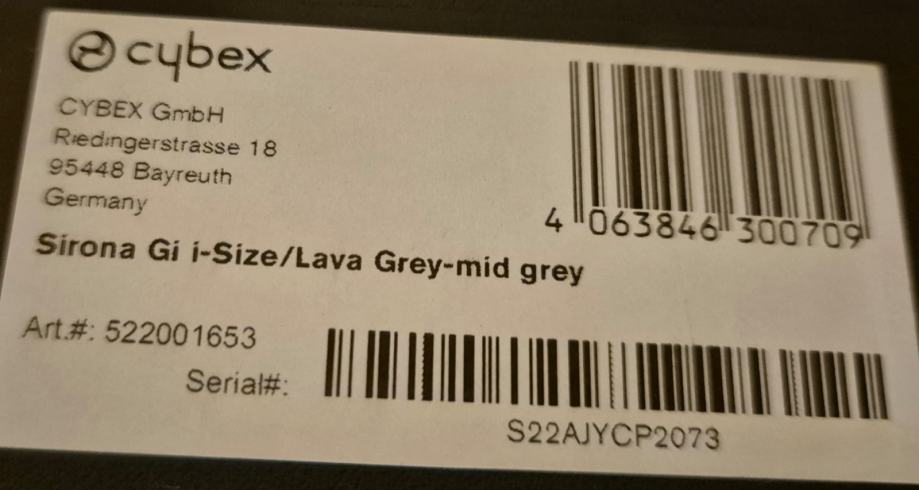 cybex
CYBEX GmbH
Riedingerstrasse 18
95448 Bayreuth
Germany
4 063846 300709
Sirona Gi i-Size/Lava Grey-mid grey
Art.#: 522001653
Serial#:
S22AJYCP2073